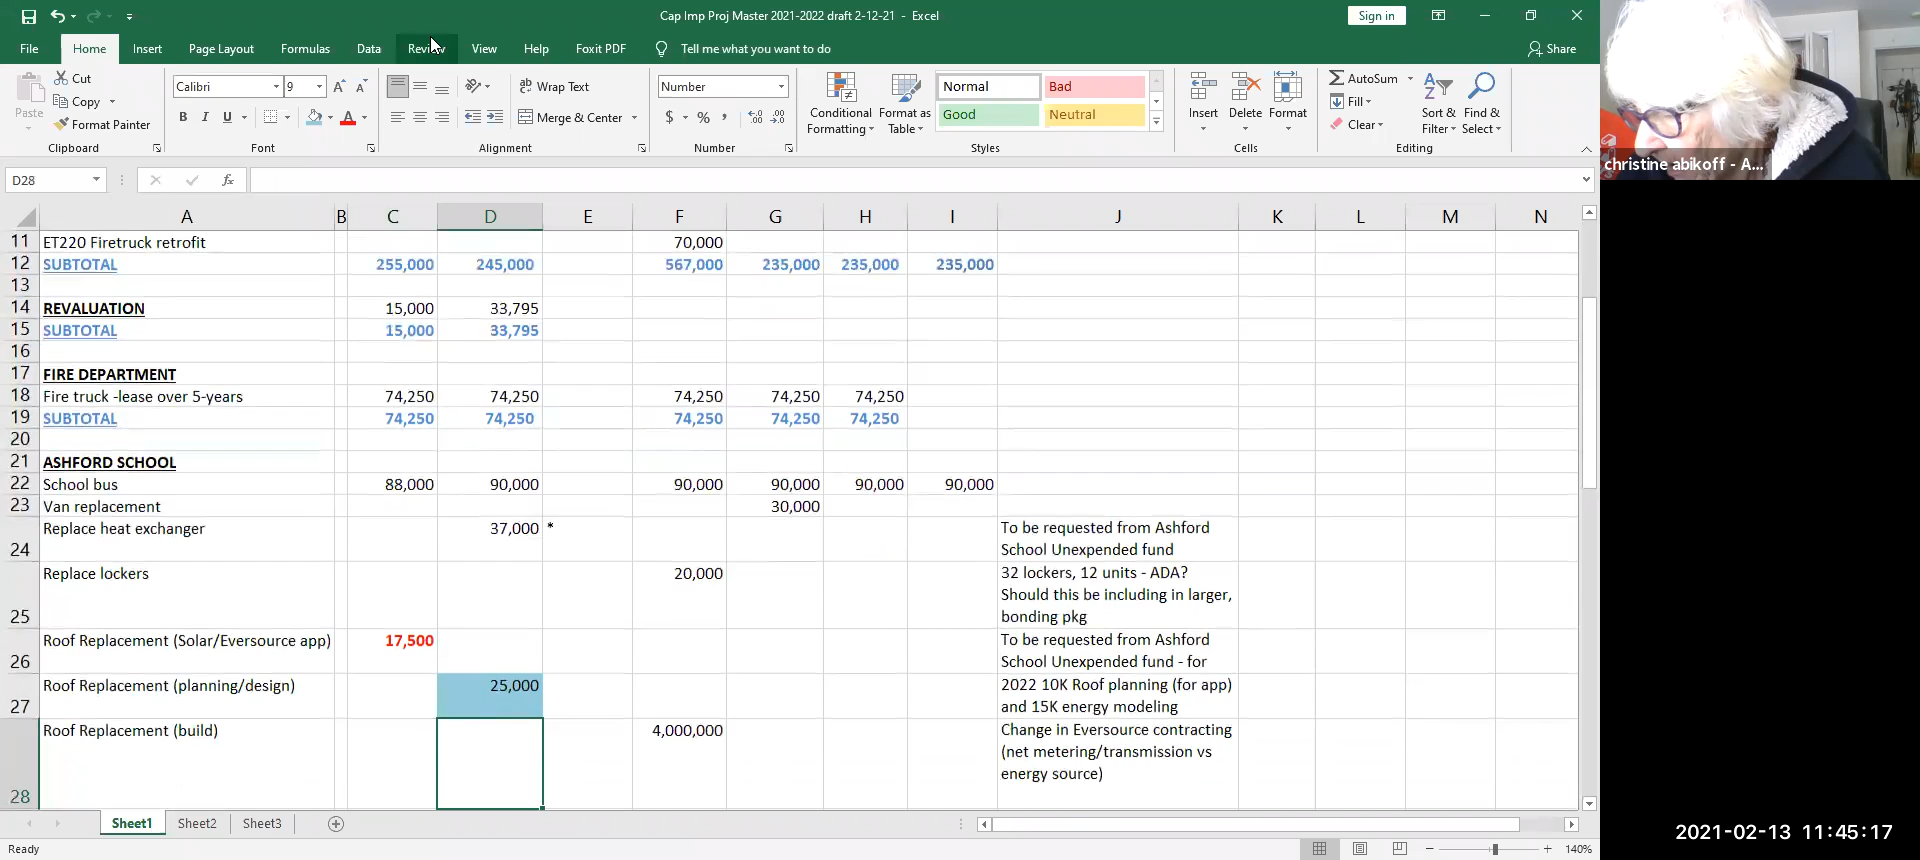 Cap Imp Proj Master 2021-2022 draft 2-12-21 - Excel
Sign in
File Home Insert Page Layout Formulas Data Review View Help Foxit PDF Tell me what you want to do Share
Paste
Cut
Copy
Format Painter
Clipboard
Calibri 9
B I U
Font
Wrap Text
Merge & Center
Alignment
Number
$ % ,
Number
Conditional Formatting
Format as Table
Normal Bad
Good Neutral
Styles
Insert Delete Format
Cells
AutoSum
Fill
Clear
Sort & Filter
Find & Select
Editing
christine abikoff - A...
D28
fx
A B C D E F G H I J K L M N
11 ET220 Firetruck retrofit 70,000
12 SUBTOTAL 255,000 245,000 567,000 235,000 235,000 235,000
13
14 REVALUATION 15,000 33,795
15 SUBTOTAL 15,000 33,795
16
17 FIRE DEPARTMENT
18 Fire truck -lease over 5-years 74,250 74,250 74,250 74,250 74,250
19 SUBTOTAL 74,250 74,250 74,250 74,250 74,250
20
21 ASHFORD SCHOOL
22 School bus 88,000 90,000 90,000 90,000 90,000 90,000
23 Van replacement 30,000
24 Replace heat exchanger 37,000 * To be requested from Ashford
School Unexpended fund
25 Replace lockers 20,000 32 lockers, 12 units - ADA?
Should this be including in larger,
bonding pkg
26 Roof Replacement (Solar/Eversource app) 17,500 To be requested from Ashford
School Unexpended fund - for
27 Roof Replacement (planning/design) 25,000 2022 10K Roof planning (for app)
and 15K energy modeling
28 Roof Replacement (build) 4,000,000 Change in Eversource contracting
(net metering/transmission vs
energy source)
Sheet1 Sheet2 Sheet3
Ready
140%
2021-02-13 11:45:17